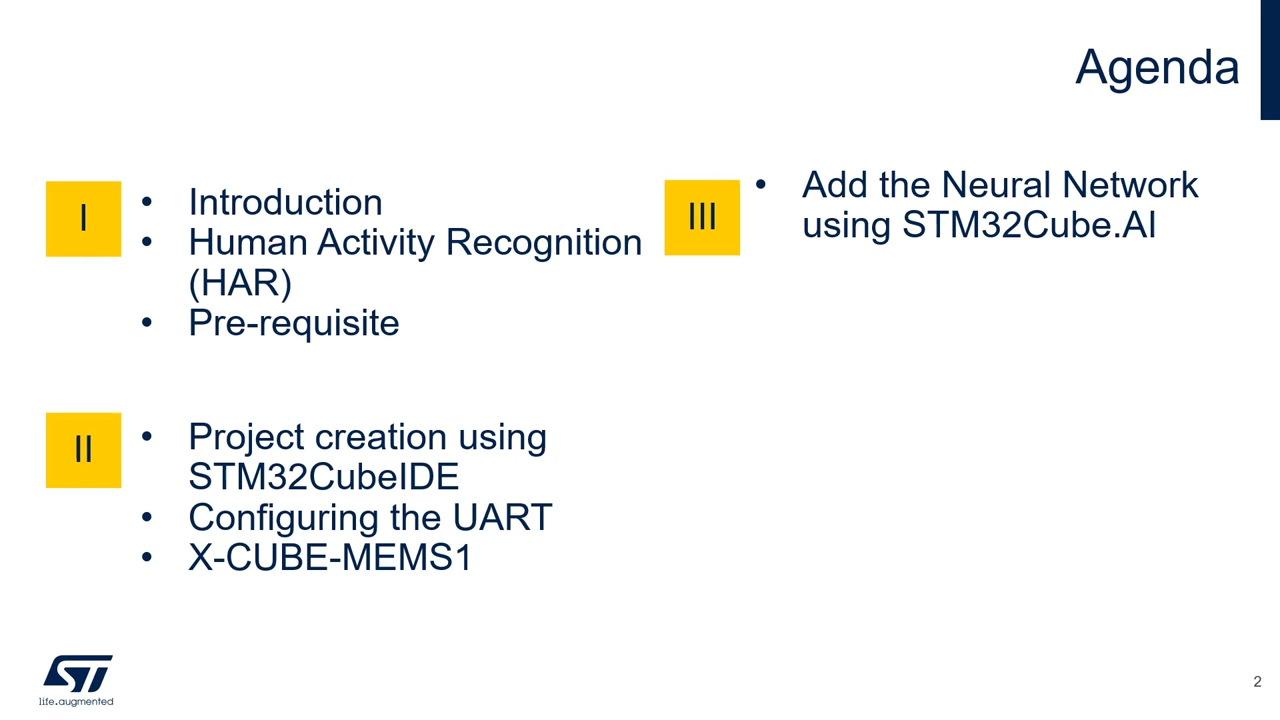 Agenda
I
• Introduction
• Human Activity Recognition
(HAR)
• Pre-requisite
II
• Project creation using
STM32CubeIDE
• Configuring the UART
• X-CUBE-MEMS1
III
• Add the Neural Network
using STM32Cube.AI
ST
life.augmented
2